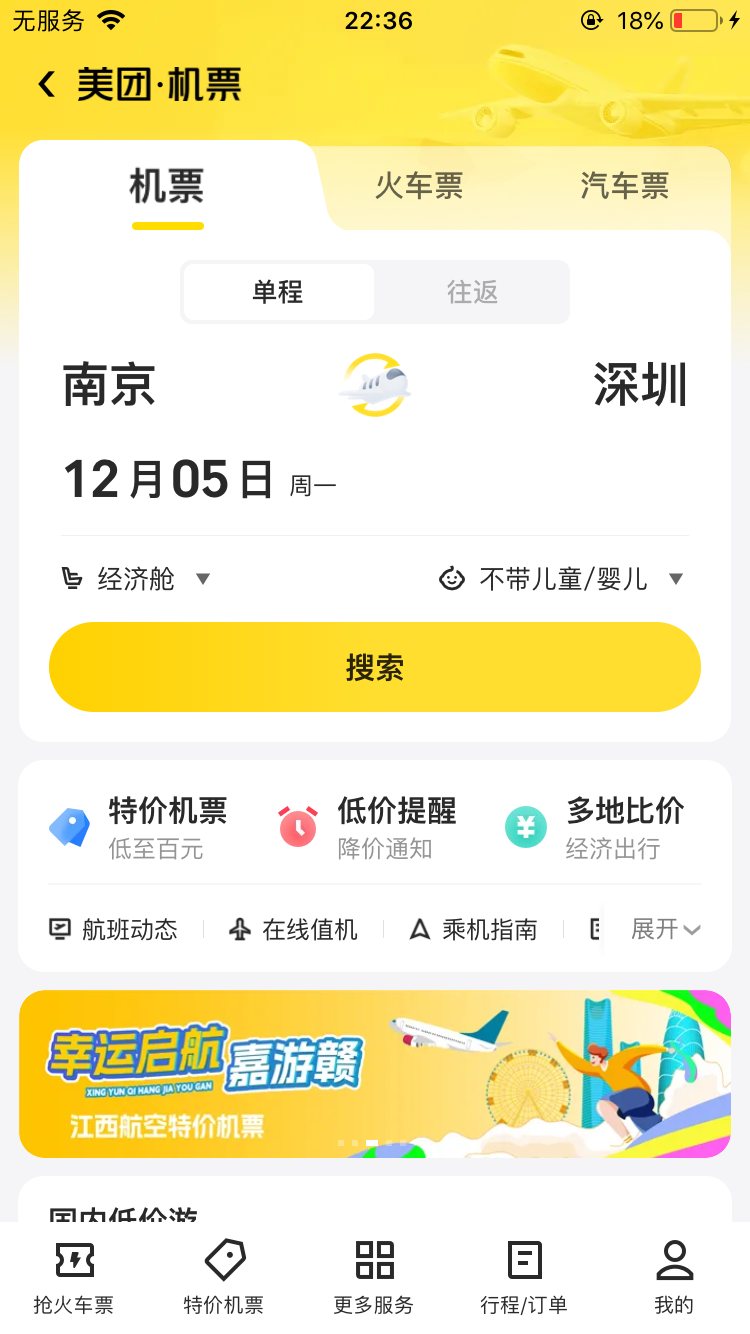 无服务 22:36 18%
美团·机票
机票 火车票 汽车票
单程 往返
南京 深圳
12月05日 周一
经济舱 不带儿童/婴儿
搜索
特价机票 低价提醒 多地比价
低至百元 降价通知 经济出行
航班动态 在线值机 乘机指南 展开
幸运启航 嘉游赣
XING YUN QI HANG JIA YOU GAN
江西航空特价机票
国内低价游
抢火车票 特价机票 更多服务 行程/订单 我的